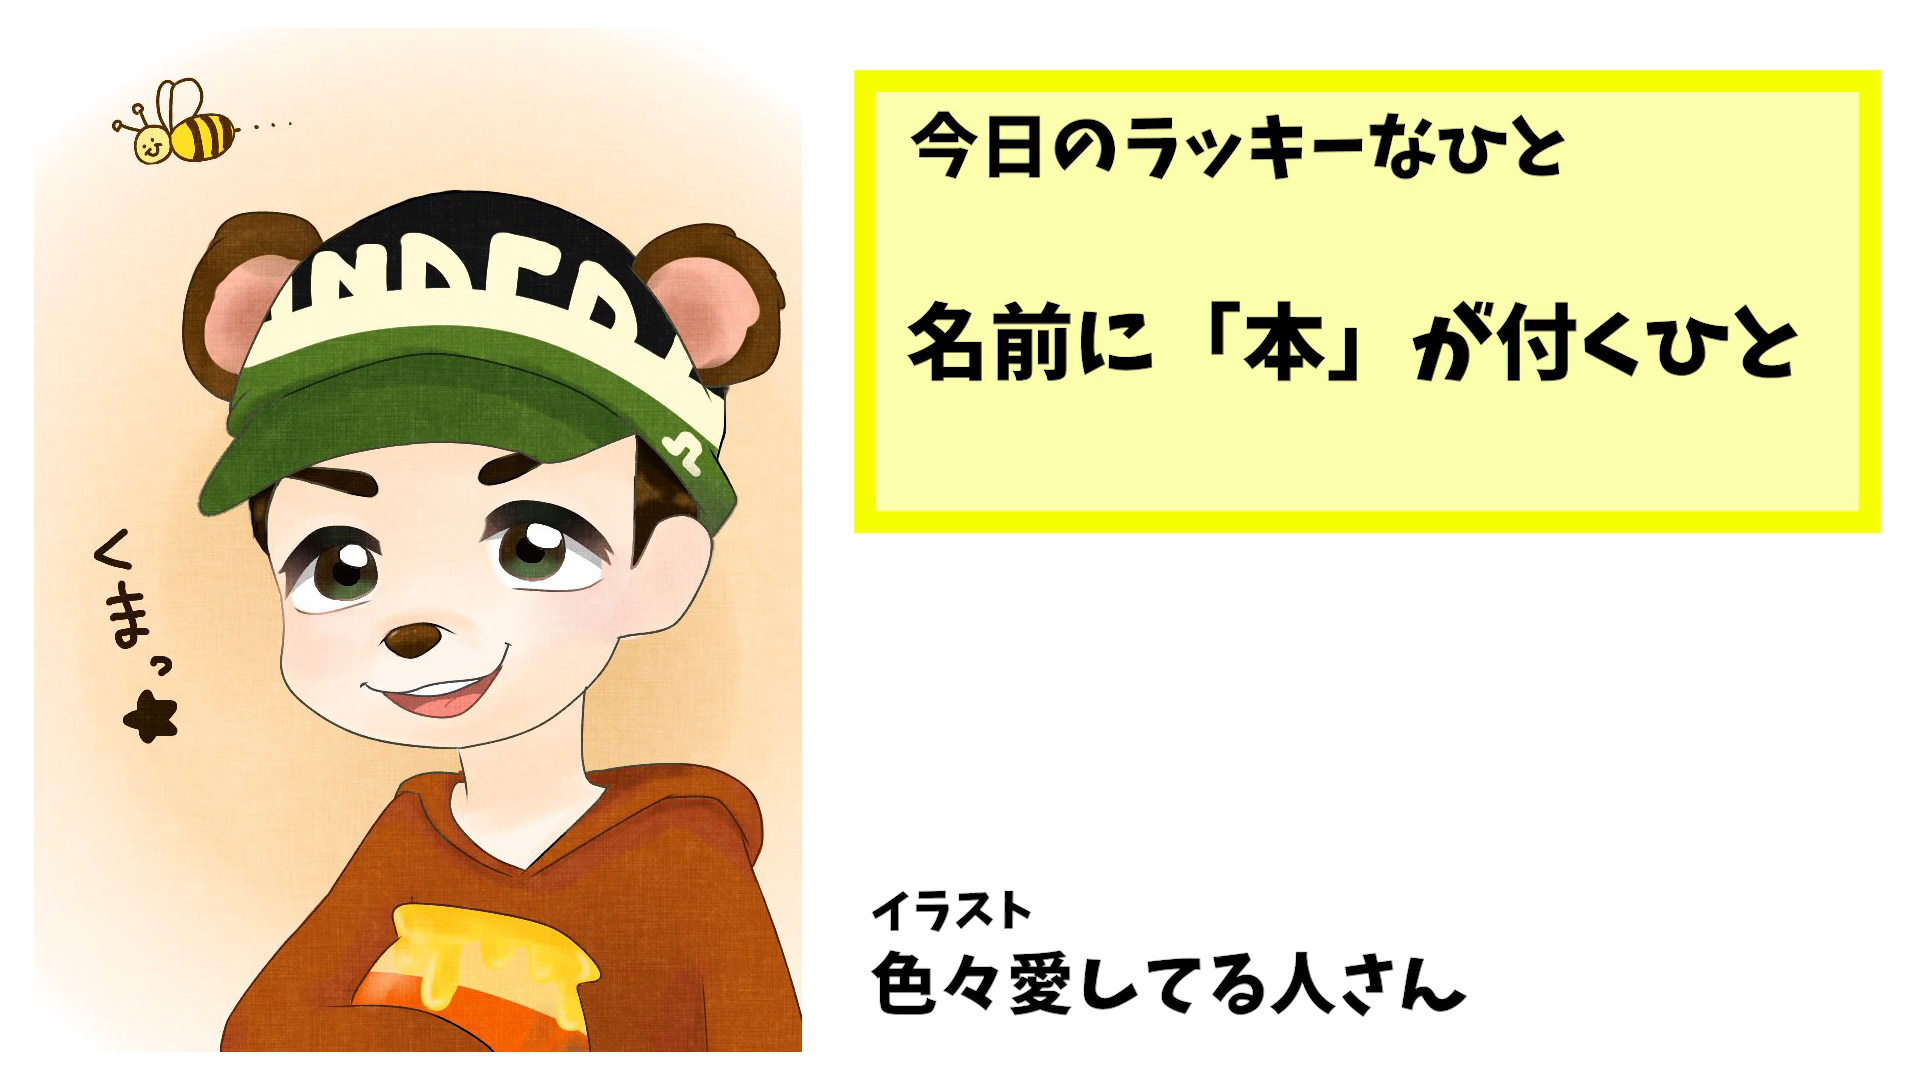 今日のラッキーなひと
名前に「本」が付くひと
くまっ★
イラスト
色々愛してる人さん